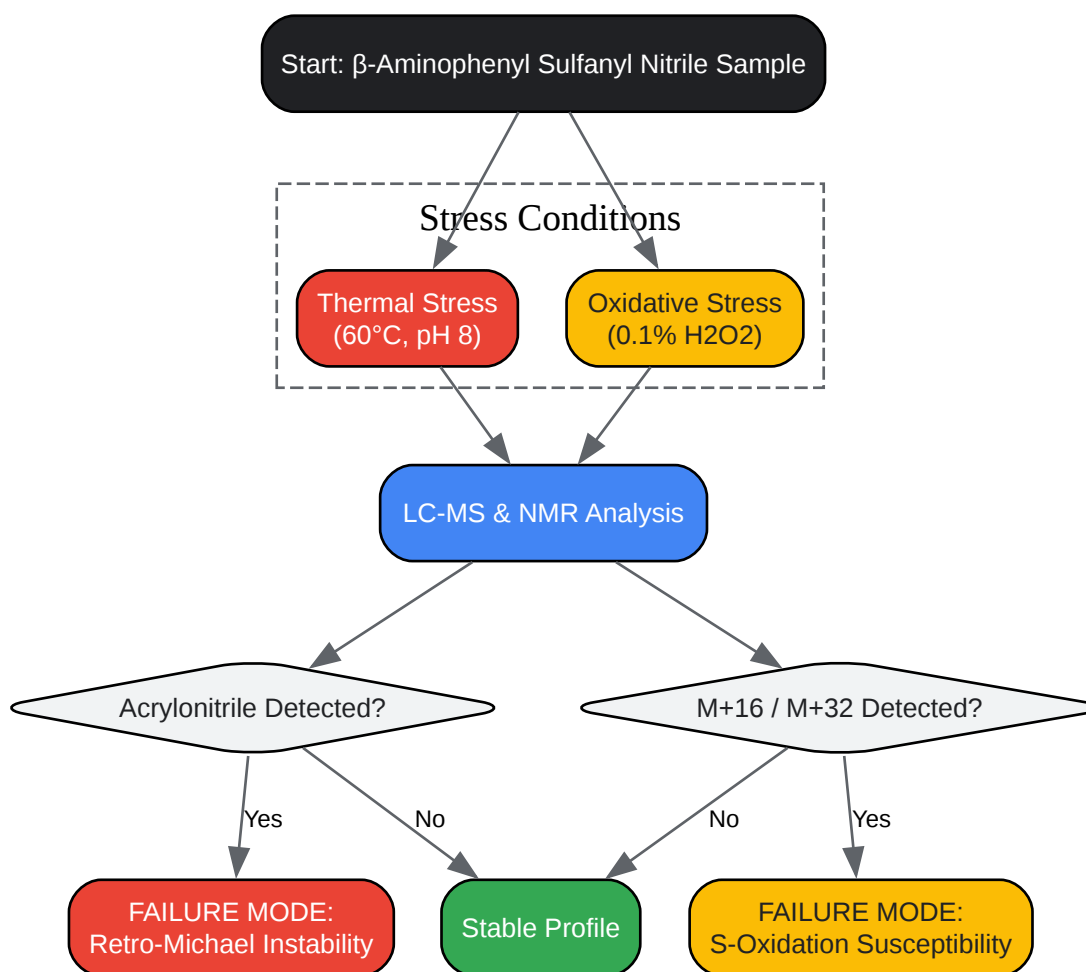 Start: β-Aminophenyl Sulfanyl Nitrile Sample
Stress Conditions
Thermal Stress
(60°C, pH 8)
Oxidative Stress
(0.1% H2O2)
LC-MS & NMR Analysis
Acrylonitrile Detected?
M+16 / M+32 Detected?
Yes
No
No
Yes
FAILURE MODE:
Retro-Michael Instability
Stable Profile
FAILURE MODE:
S-Oxidation Susceptibility